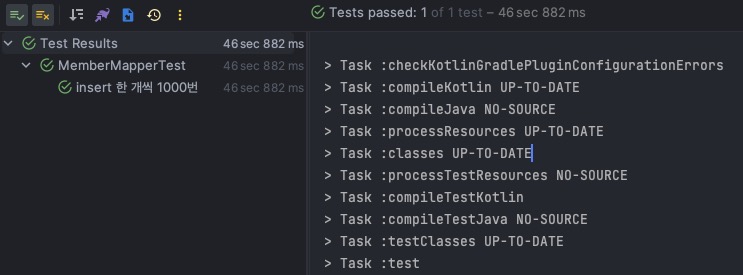 Tests passed: 1 of 1 test – 46 sec 882 ms
Test Results 46 sec 882 ms
MemberMapperTest 46 sec 882 ms
insert 한 개씩 1000번 46 sec 882 ms
> Task :checkKotlinGradlePluginConfigurationErrors
> Task :compileKotlin UP-TO-DATE
> Task :compileJava NO-SOURCE
> Task :processResources UP-TO-DATE
> Task :classes UP-TO-DATE
> Task :processTestResources NO-SOURCE
> Task :compileTestKotlin
> Task :compileTestJava NO-SOURCE
> Task :testClasses UP-TO-DATE
> Task :test